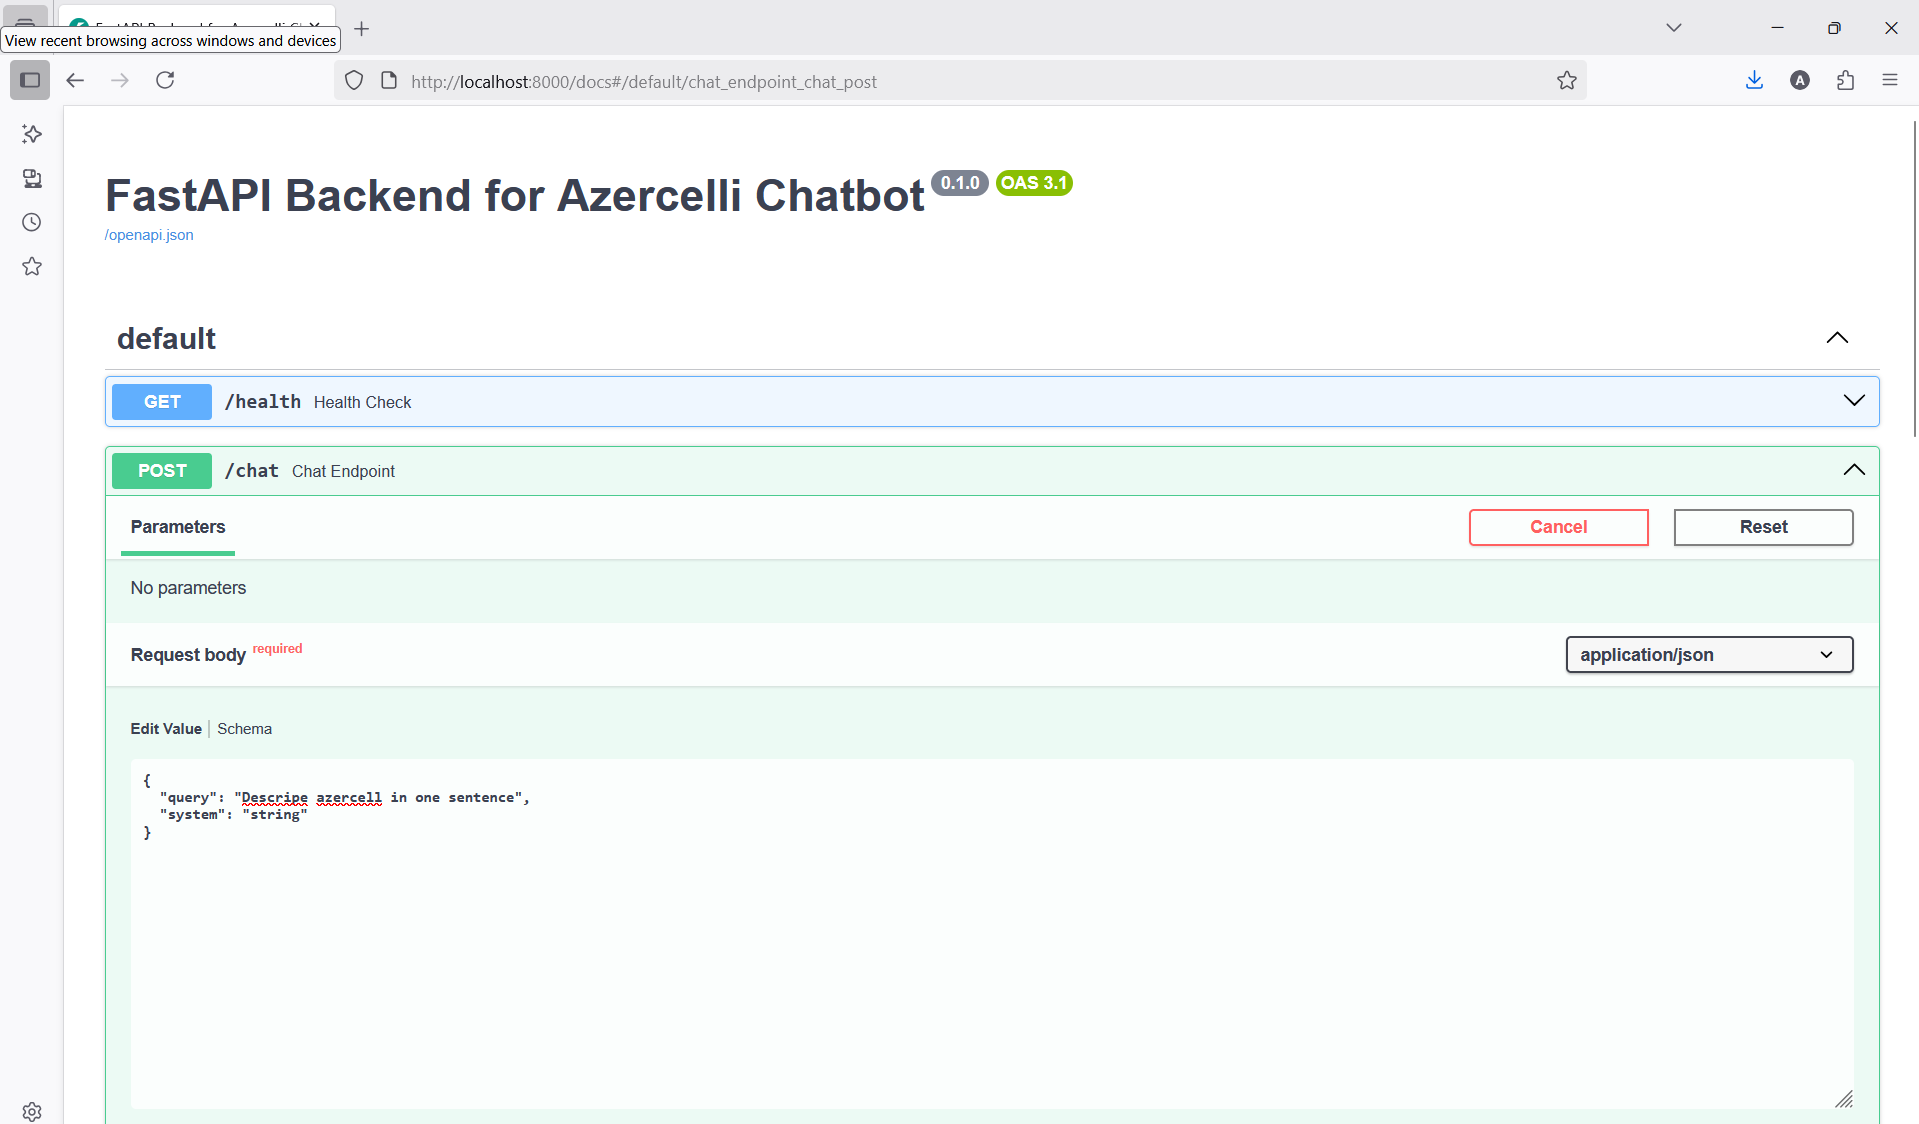 View recent browsing across windows and devices
http://localhost:8000/docs#/default/chat_endpoint_chat_post
A
FastAPI Backend for Azercelli Chatbot 0.1.0 OAS 3.1
/openapi.json
default
GET /health Health Check
POST /chat Chat Endpoint
Parameters Cancel Reset
No parameters
Request body required application/json
Edit Value Schema
{
"query": "Descripe azercell in one sentence",
"system": "string"
}